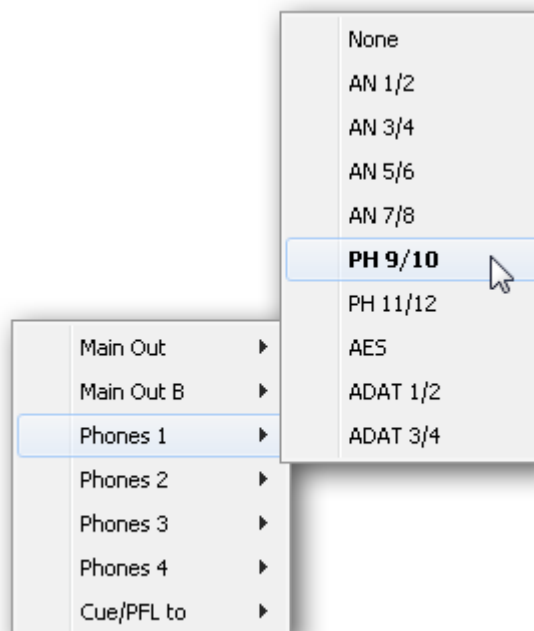 None
AN 1/2
AN 3/4
AN 5/6
AN 7/8
PH 9/10
PH 11/12
AES
ADAT 1/2
ADAT 3/4
Main Out
Main Out B
Phones 1
Phones 2
Phones 3
Phones 4
Cue/PFL to